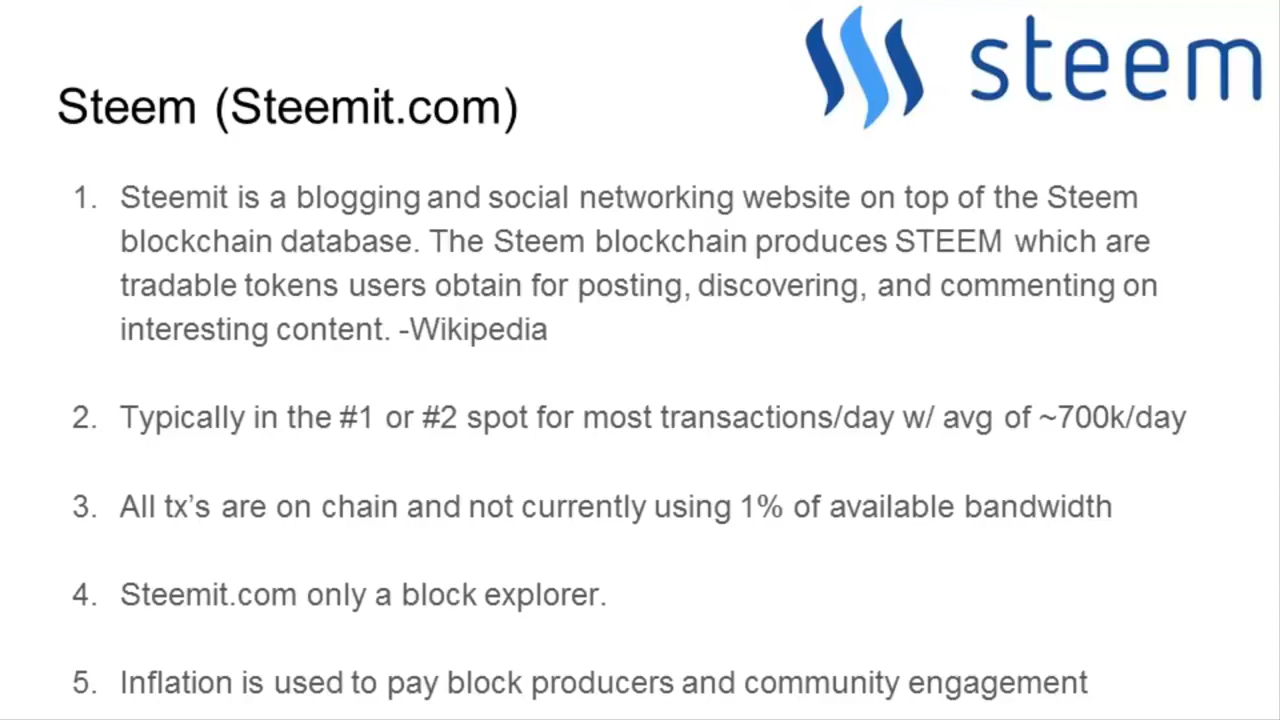 steem
Steem (Steemit.com)
1. Steemit is a blogging and social networking website on top of the Steem
blockchain database. The Steem blockchain produces STEEM which are
tradable tokens users obtain for posting, discovering, and commenting on
interesting content. -Wikipedia
2. Typically in the #1 or #2 spot for most transactions/day w/ avg of ~700k/day
3. All tx’s are on chain and not currently using 1% of available bandwidth
4. Steemit.com only a block explorer.
5. Inflation is used to pay block producers and community engagement